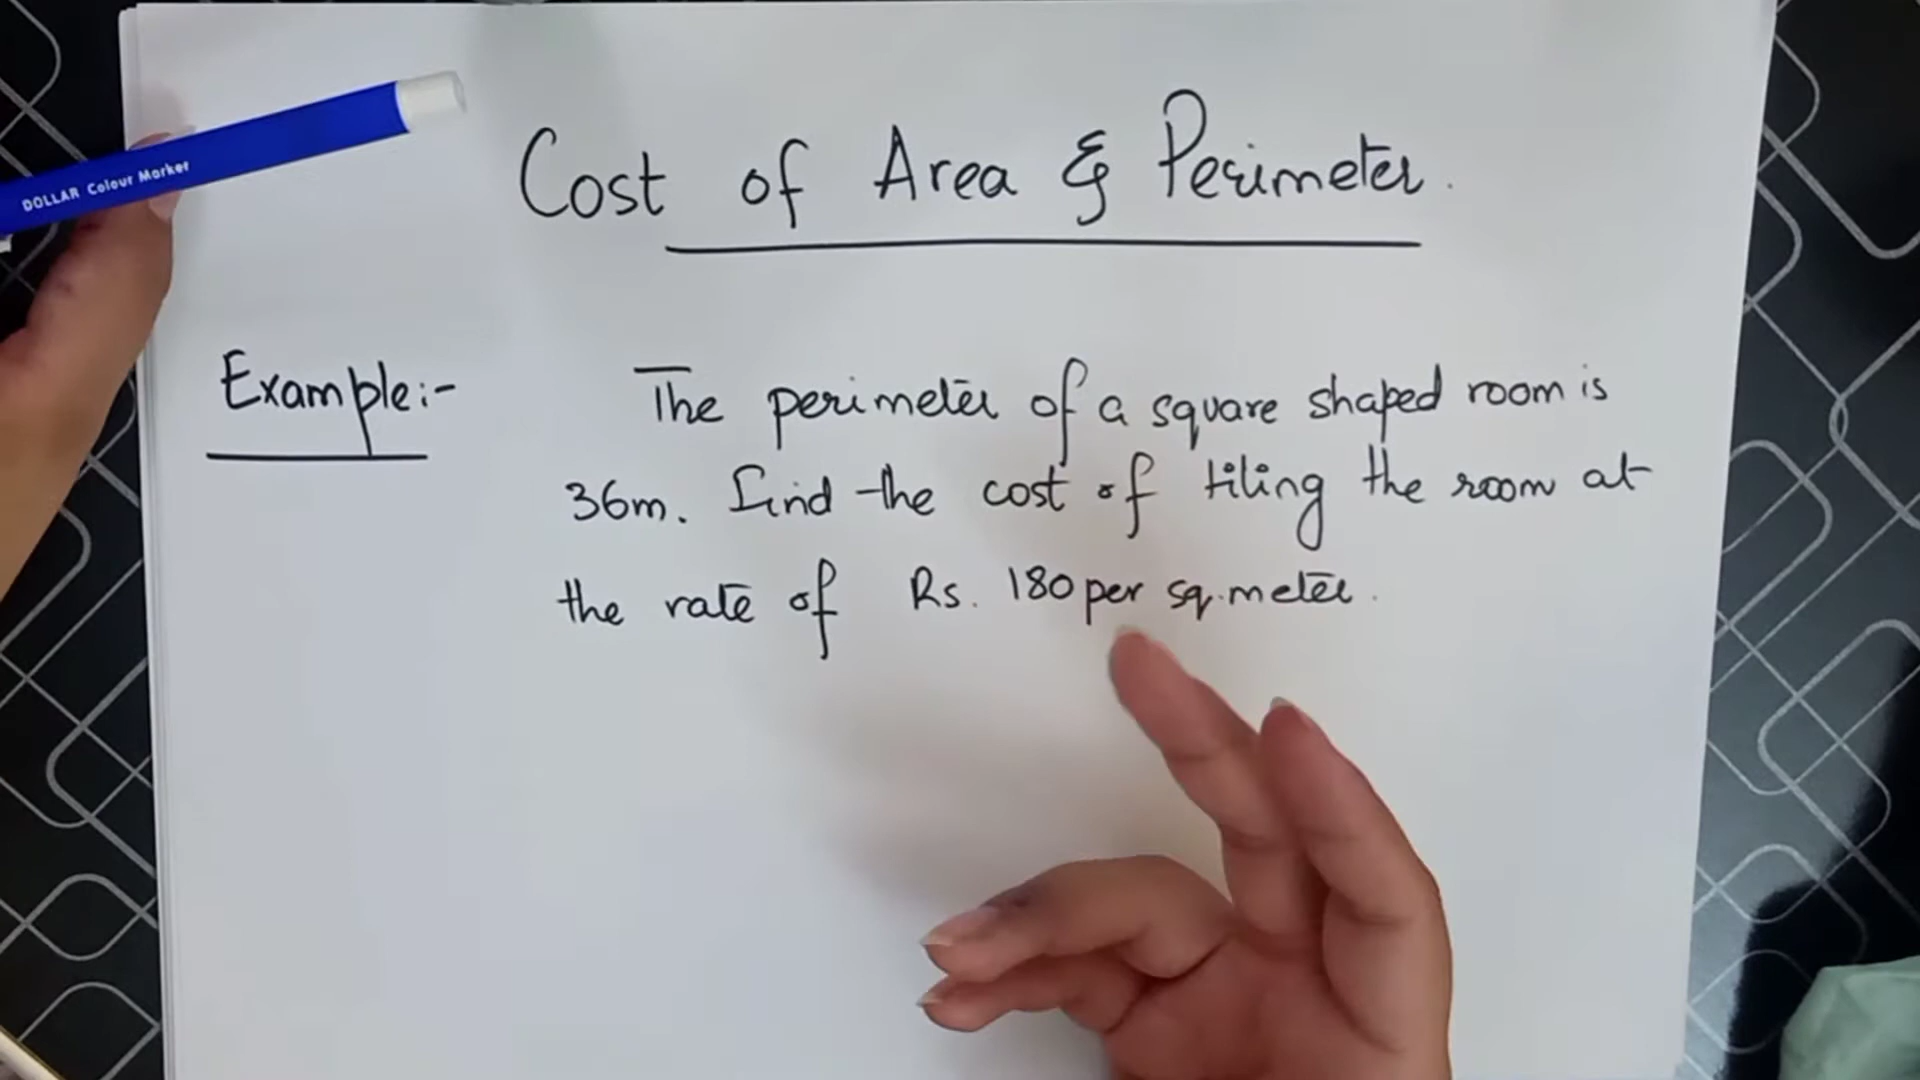 DOLLAR Colour Marker
Cost of Area & Perimeter.
Example:- The perimeter of a square shaped room is
36m. Find the cost of tiling the room at
the rate of Rs. 180 per sq.meter.